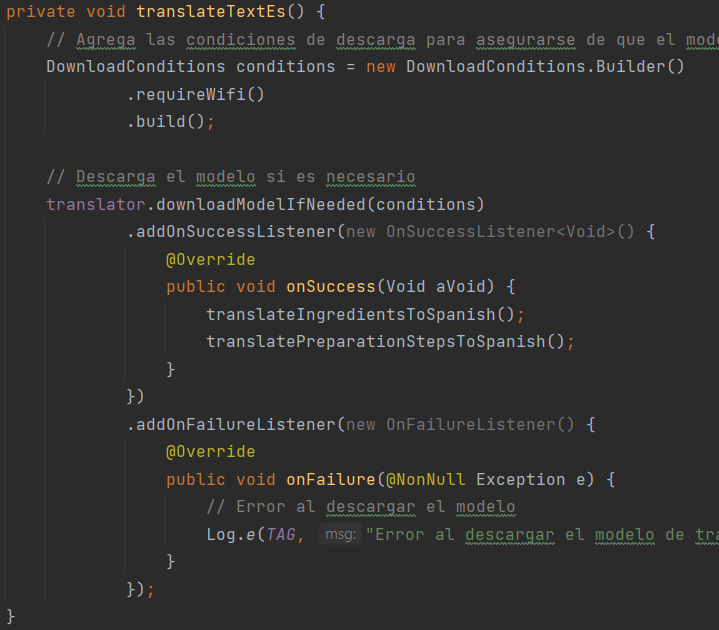 private void translateTextEs() {
// Agrega las condiciones de descarga para asegurarse de que el
DownloadConditions conditions = new DownloadConditions.Builder()
.requireWifi()
.build();
// Descarga el modelo si es necesario
translator.downloadModelIfNeeded(conditions)
.addOnSuccessListener(new OnSuccessListener<Void>() {
@Override
public void onSuccess(Void aVoid) {
translateIngredientsToSpanish();
translatePreparationStepsToSpanish();
}
})
.addOnFailureListener(new OnFailureListener() {
@Override
public void onFailure(@NonNull Exception e) {
// Error al descargar el modelo
Log.e(TAG, msg: "Error al descargar el modelo de
}
});
}